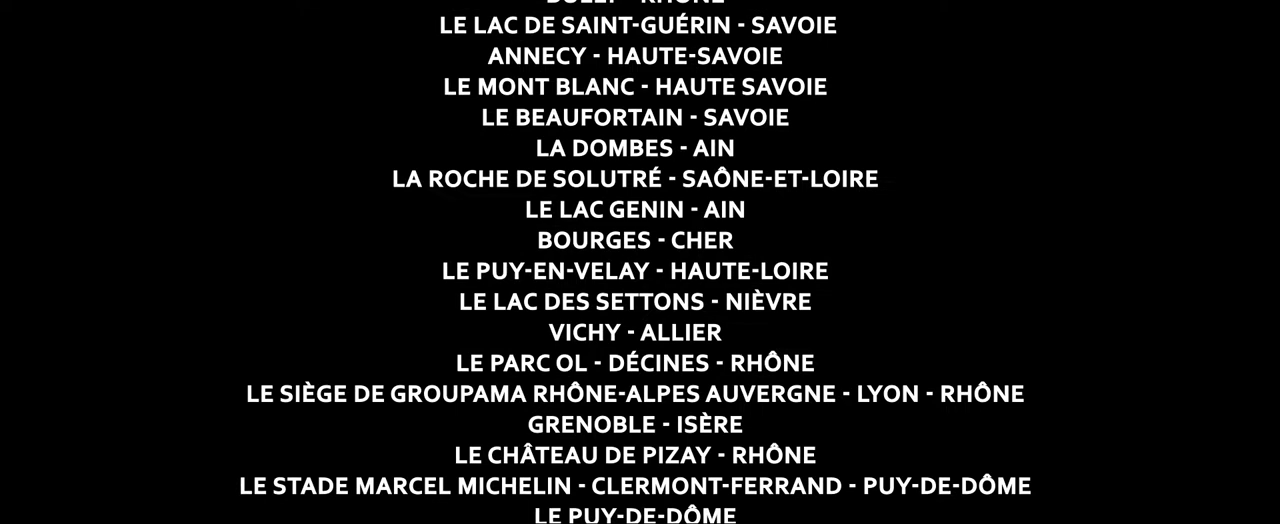 LE LAC DE SAINT-GUÉRIN - SAVOIE
ANNECY - HAUTE-SAVOIE
LE MONT BLANC - HAUTE SAVOIE
LE BEAUFORTAIN - SAVOIE
LA DOMBES - AIN
LA ROCHE DE SOLUTRÉ - SAÔNE-ET-LOIRE
LE LAC GENIN - AIN
BOURGES - CHER
LE PUY-EN-VELAY - HAUTE-LOIRE
LE LAC DES SETTONS - NIÈVRE
VICHY - ALLIER
LE PARC OL - DÉCINES - RHÔNE
LE SIÈGE DE GROUPAMA RHÔNE-ALPES AUVERGNE - LYON - RHÔNE
GRENOBLE - ISÈRE
LE CHÂTEAU DE PIZAY - RHÔNE
LE STADE MARCEL MICHELIN - CLERMONT-FERRAND - PUY-DE-DÔME
LE PUY-DE-DÔME